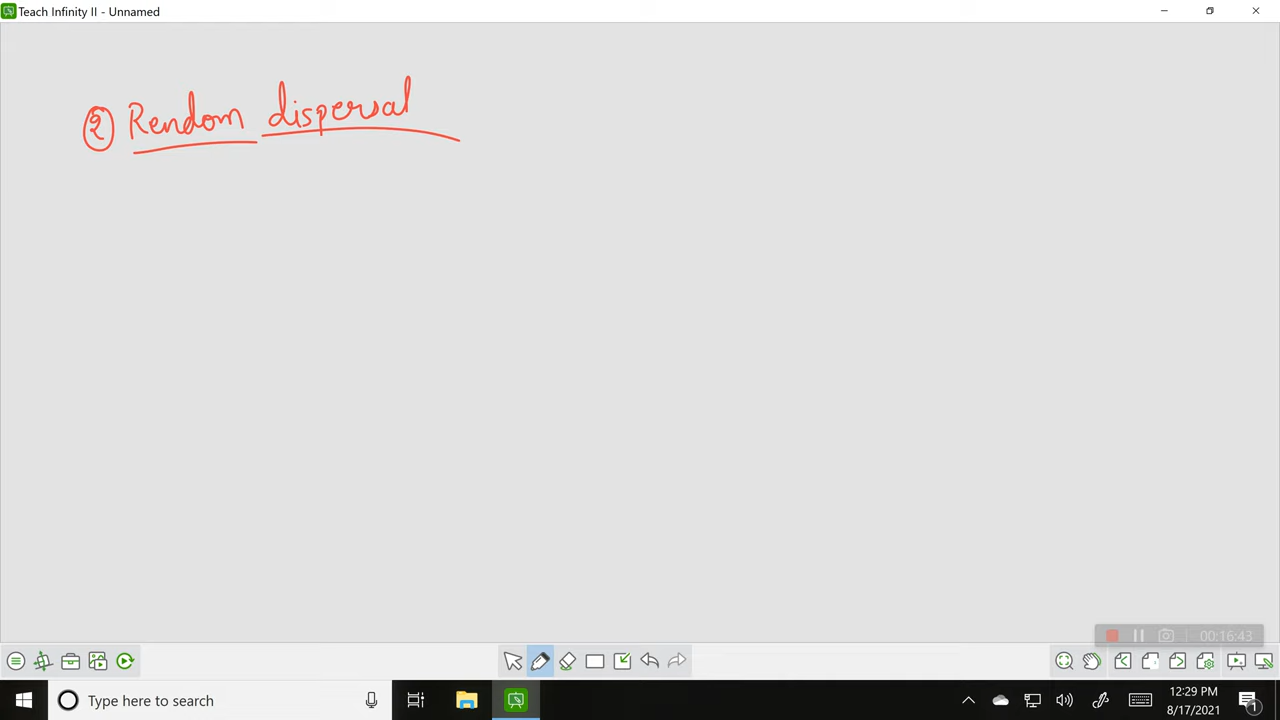 Teach Infinity II - Unnamed
② Rendom dispersal
00:16:43
Type here to search
12:29 PM
8/17/2021
1